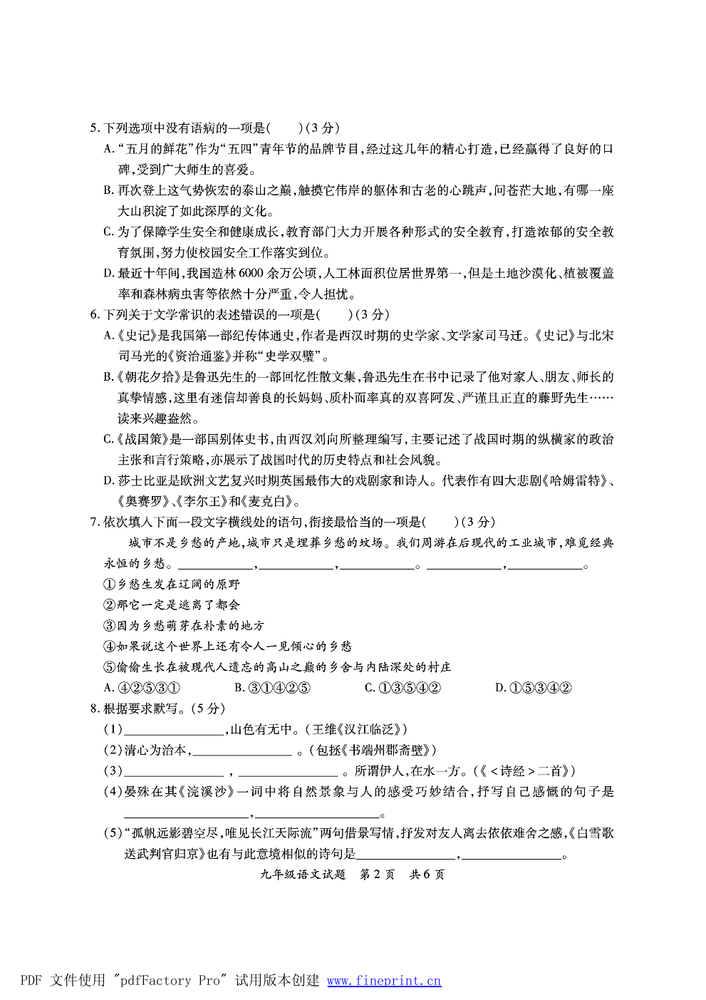 5.下列选项中没有语病的一项是(　　)(3 分)
A.“五月的鲜花”作为“五四”青年节的品牌节目,经过这几年的精心打造,已经赢得了良好的口
碑,受到广大师生的喜爱。
B.再次登上这气势恢宏的泰山之巅,触摸它伟岸的躯体和古老的心跳声,问苍茫大地,有哪一座
大山积淀了如此深厚的文化。
C.为了保障学生安全和健康成长,教育部门大力开展各种形式的安全教育,打造浓郁的安全教
育氛围,努力使校园安全工作落实到位。
D.最近十年间,我国造林 6000 余万公顷,人工林面积位居世界第一,但是土地沙漠化、植被覆盖
率和森林病虫害等依然十分严重,令人担忧。
6.下列关于文学常识的表述错误的一项是(　　)(3 分)
A.《史记》是我国第一部纪传体通史,作者是西汉时期的史学家、文学家司马迁。《史记》与北宋
司马光的《资治通鉴》并称“史学双璧”。
B.《朝花夕拾》是鲁迅先生的一部回忆性散文集,鲁迅先生在书中记录了他对家人、朋友、师长的
真挚情感,这里有迷信却善良的长妈妈、质朴而率真的双喜阿发、严谨且正直的藤野先生……
读来兴趣盎然。
C.《战国策》是一部国别体史书,由西汉刘向所整理编写,主要记述了战国时期的纵横家的政治
主张和言行策略,亦展示了战国时代的历史特点和社会风貌。
D.莎士比亚是欧洲文艺复兴时期英国最伟大的戏剧家和诗人。代表作有四大悲剧《哈姆雷特》、
《奥赛罗》、《李尔王》和《麦克白》。
7.依次填入下面一段文字横线处的语句,衔接最恰当的一项是(　　)(3 分)
城市不是乡愁的产地,城市只是埋葬乡愁的坟场。我们周游在后现代的工业城市,难觅经典
永恒的乡愁。__________,__________,__________。__________,__________。
①乡愁生发在辽阔的原野
②那它一定是逃离了都会
③因为乡愁萌芽在朴素的地方
④如果说这个世界上还有令人一见倾心的乡愁
⑤偷偷生长在被现代人遗忘的高山之巅的乡舍与内陆深处的村庄
A.④②⑤③①　B.③①④②⑤　C.①③⑤④②　D.①⑤③④②
8.根据要求默写。(5 分)
(1)______________,山色有无中。(王维《汉江临泛》)
(2)清心为治本,______________。(包拯《书端州郡斋壁》)
(3)______________,______________。所谓伊人,在水一方。(《<诗经>二首》)
(4)晏殊在其《浣溪沙》一词中将自然景象与人的感受巧妙结合,抒写自己感慨的句子是
__________________,__________________。
(5)“孤帆远影碧空尽,唯见长江天际流”两句借景写情,抒发对友人离去依依难舍之感,《白雪歌
送武判官归京》也有与此意境相似的诗句是______________,______________。
九年级语文试题　第 2 页　共 6 页
PDF 文件使用 "pdfFactory Pro" 试用版本创建 www.fineprint.cn